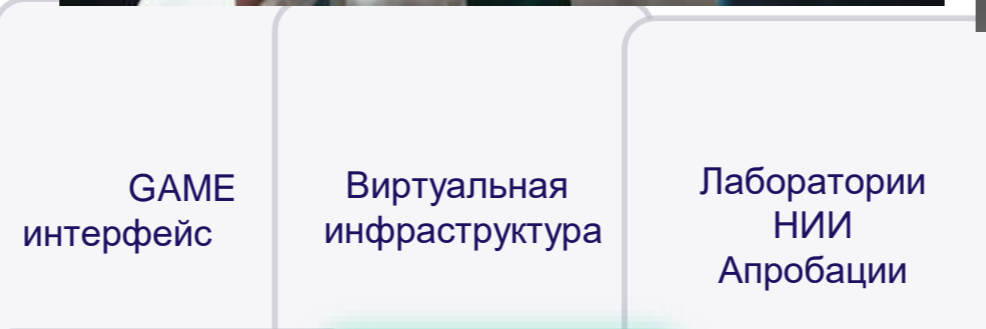 GAME
интерфейс
Виртуальная
инфраструктура
Лаборатории
НИИ
Апробации